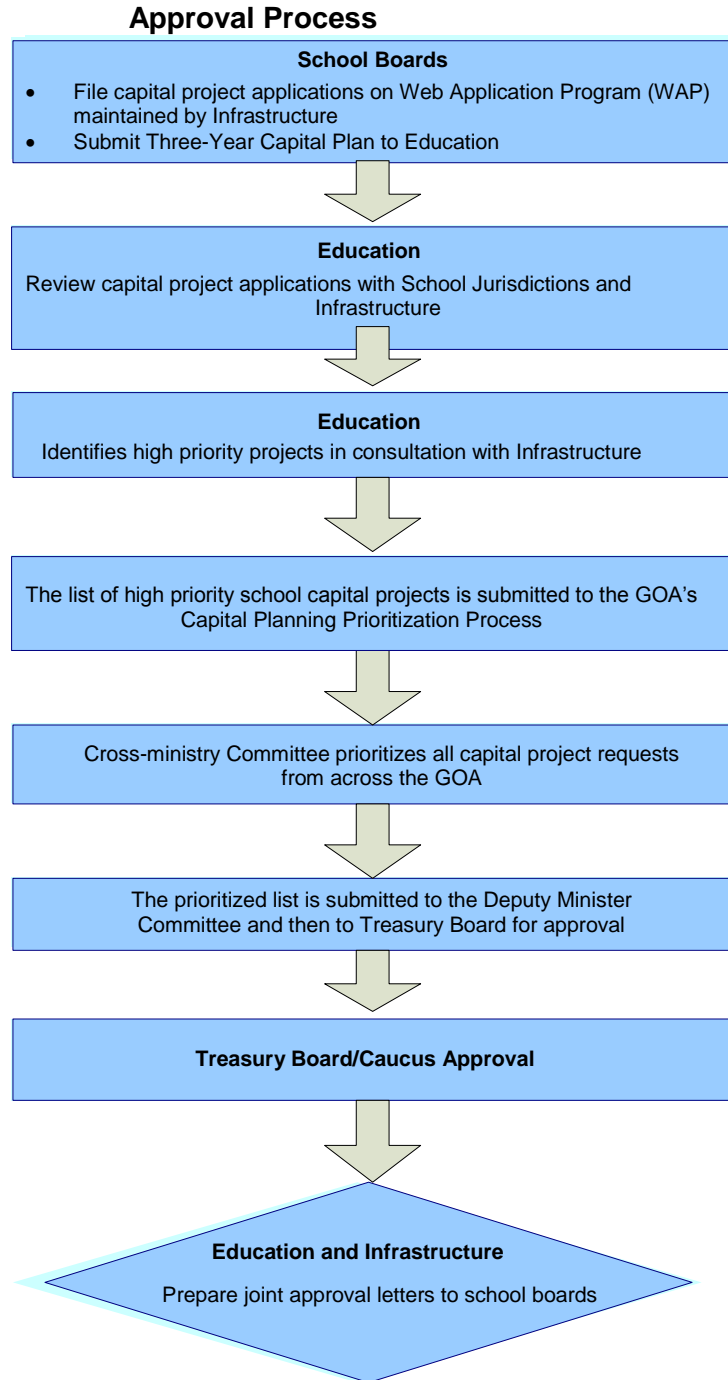 Approval Process
School Boards
• File capital project applications on Web Application Program (WAP)
maintained by Infrastructure
• Submit Three-Year Capital Plan to Education
Education
Review capital project applications with School Jurisdictions and
Infrastructure
Education
Identifies high priority projects in consultation with Infrastructure
The list of high priority school capital projects is submitted to the GOA’s
Capital Planning Prioritization Process
Cross-ministry Committee prioritizes all capital project requests
from across the GOA
The prioritized list is submitted to the Deputy Minister
Committee and then to Treasury Board for approval
Treasury Board/Caucus Approval
Education and Infrastructure
Prepare joint approval letters to school boards